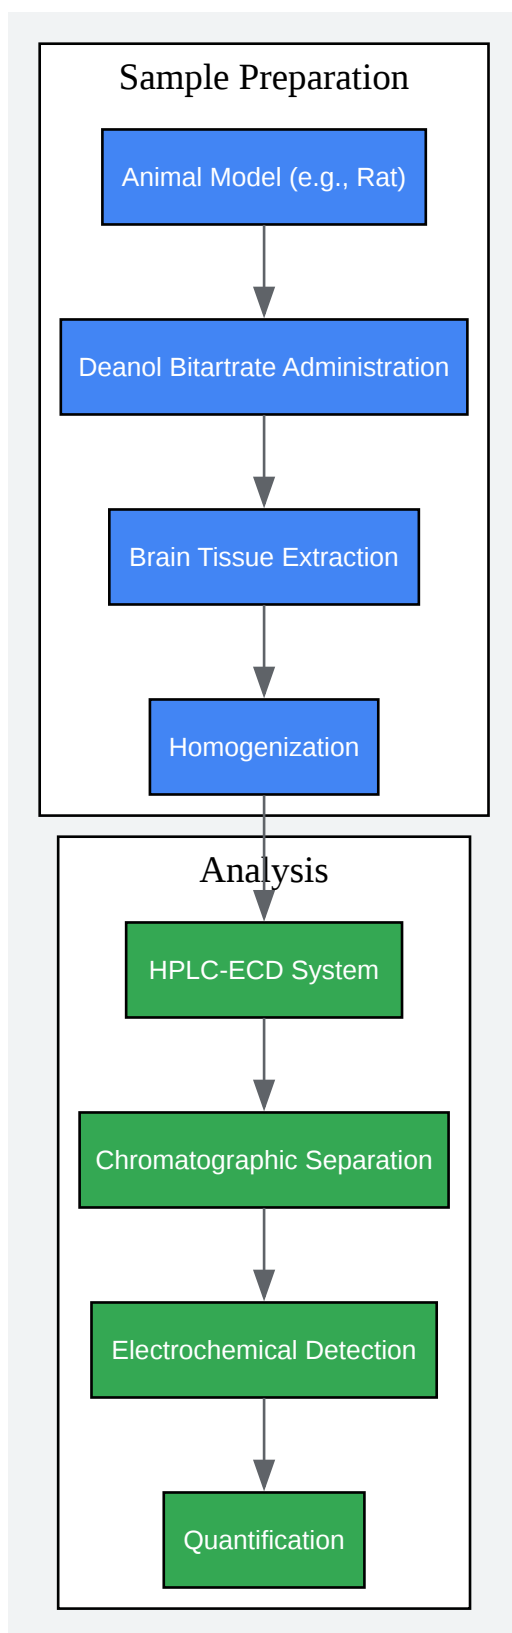 Sample Preparation
Animal Model (e.g., Rat)
Deanol Bitartrate Administration
Brain Tissue Extraction
Homogenization
Analysis
HPLC-ECD System
Chromatographic Separation
Electrochemical Detection
Quantification